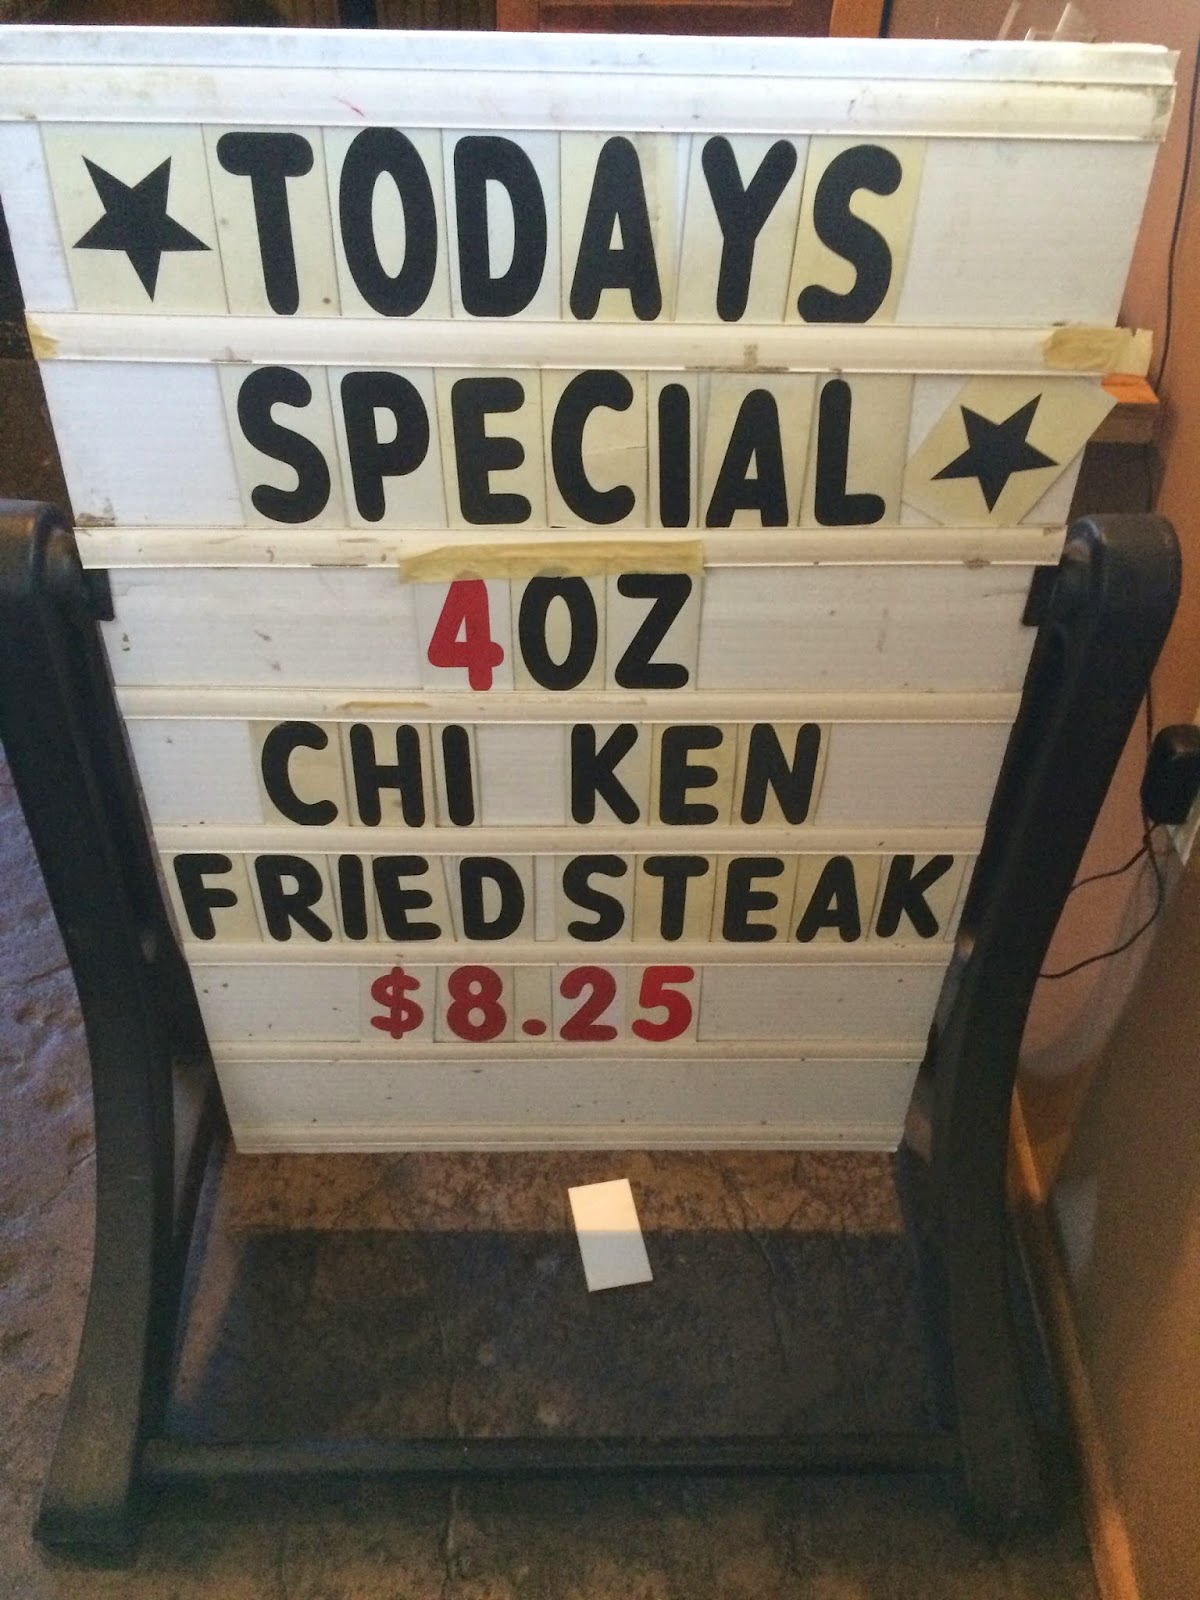 ★TODAYS
SPECIAL★
4OZ
CHI KEN
FRIED STEAK
$8.25